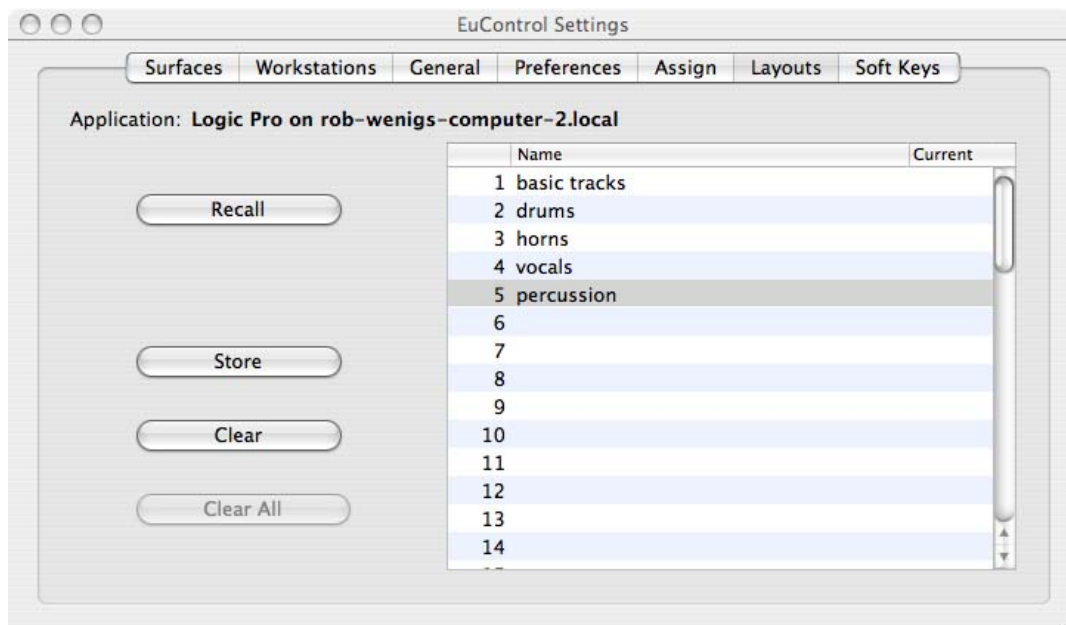 EuControl Settings
Surfaces Workstations General Preferences Assign Layouts Soft Keys
Application: Logic Pro on rob-wenigs-computer-2.local
Name Current
1 basic tracks
Recall
2 drums
3 horns
4 vocals
5 percussion
6
7
Store
8
9
10
Clear
11
12
Clear All
13
14